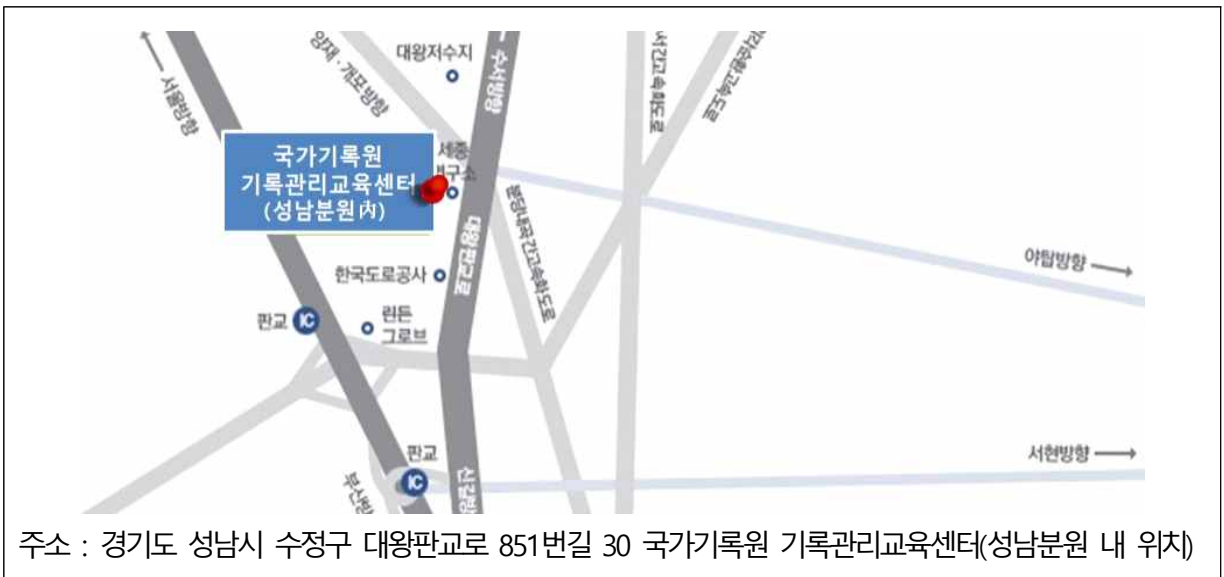 양재 · 개포방향
대왕저수지
수서방향
서울방향
국가기록원
기록관리교육센터
(성남분원內)
세종
분당내곡간고속화도로
대왕판교로
야탑방향
한국도로공사
판교 IC
린든
그로브
판교
IC
서현방향
주소 : 경기도 성남시 수정구 대왕판교로 851번길 30 국가기록원 기록관리교육센터(성남분원 내 위치)